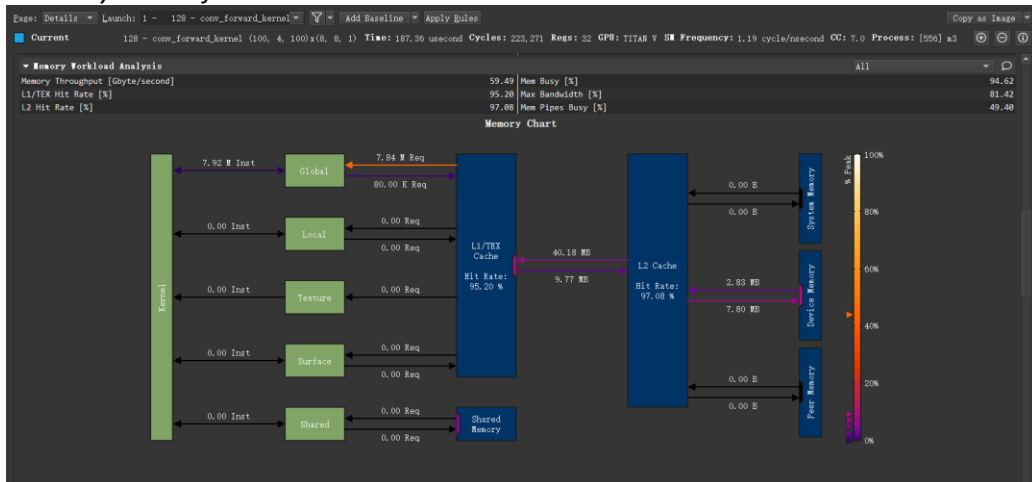 Page: Details Launch: 1 - 128 - conv_forward_kernel Add Baseline Apply Rules Copy as Image
Current 128 - conv_forward_kernel (100, 4, 100)x(8, 8, 1) Time: 187.36 usecond Cycles: 223,271 Regs: 32 GPU: TITAN V SM Frequency: 1.19 cycle/nsecond CC: 7.0 Process: [556] m3
Memory Workload Analysis All
Memory Throughput [Gbyte/second] 59.49 Mem Busy [%] 94.62
L1/TEX Hit Rate [%] 95.20 Max Bandwidth [%] 81.42
L2 Hit Rate [%] 97.08 Mem Pipes Busy [%] 49.40
Memory Chart
Kernel
7.92 M Inst
Global
7.84 M Req
80.00 K Req
0.00 Inst
Local
0.00 Req
0.00 Req
0.00 Inst
Texture
0.00 Req
0.00 Inst
Surface
0.00 Req
0.00 Req
0.00 Inst
Shared
0.00 Req
0.00 Req
L1/TEX
Cache
Hit Rate:
95.20 %
Shared
Memory
40.18 MB
9.77 MB
L2 Cache
Hit Rate:
97.08 %
0.00 B
0.00 B
System Memory
2.83 MB
7.80 MB
Device Memory
0.00 B
0.00 B
Peer Memory
% Peak
100%
80%
60%
40%
20%
0%